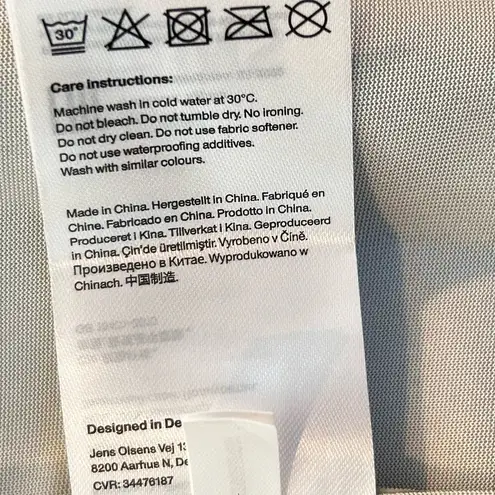 30°
Care instructions:
Machine wash in cold water at 30°C.
Do not bleach. Do not tumble dry. No ironing.
Do not dry clean. Do not use fabric softener.
Do not use waterproofing additives.
Wash with similar colours.
Made in China. Hergestellt in China. Fabriqué en
China. Fabricado en China. Prodotto in China.
Produceret i Kina. Tillverkat i Kina. Geproduceerd
in China. Çin'de üretilmiştir. Vyrobeno v Číně.
Произведено в Китае. Wyprodukowano w
Chinach. 中国制造.
Designed in De
Jens Olsens Vej 13
8200 Aarhus N, De
CVR: 34476187